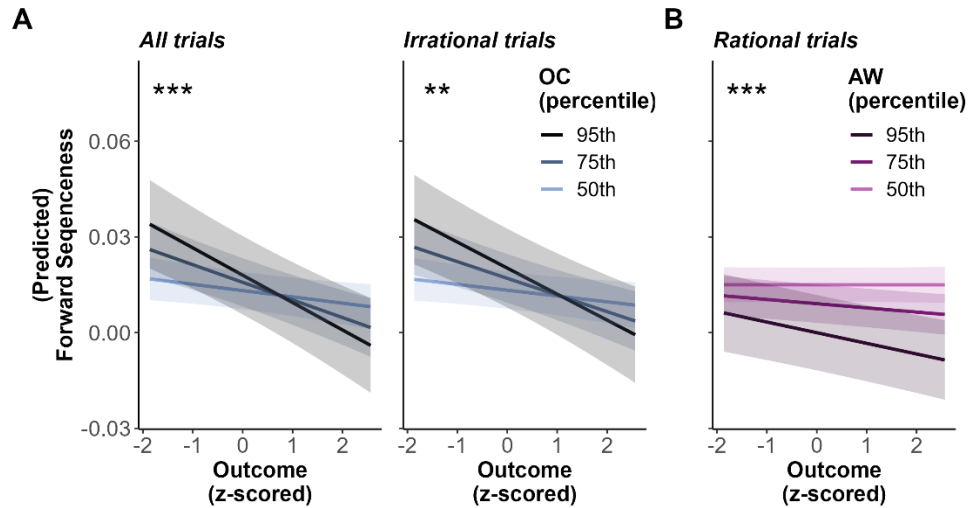 A
B
All trials
Irrational trials
Rational trials
***
**
***
OC
(percentile)
95th
75th
50th
AW
(percentile)
95th
75th
50th
(Predicted)
Forward Seqenceness
0.06
0.03
0.00
-0.03
-2 -1 0 1 2
-2 -1 0 1 2
-2 -1 0 1 2
Outcome
(z-scored)
Outcome
(z-scored)
Outcome
(z-scored)